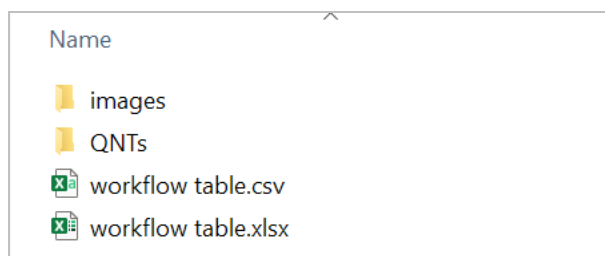 Name
images
QNTs
workflow table.csv
workflow table.xlsx